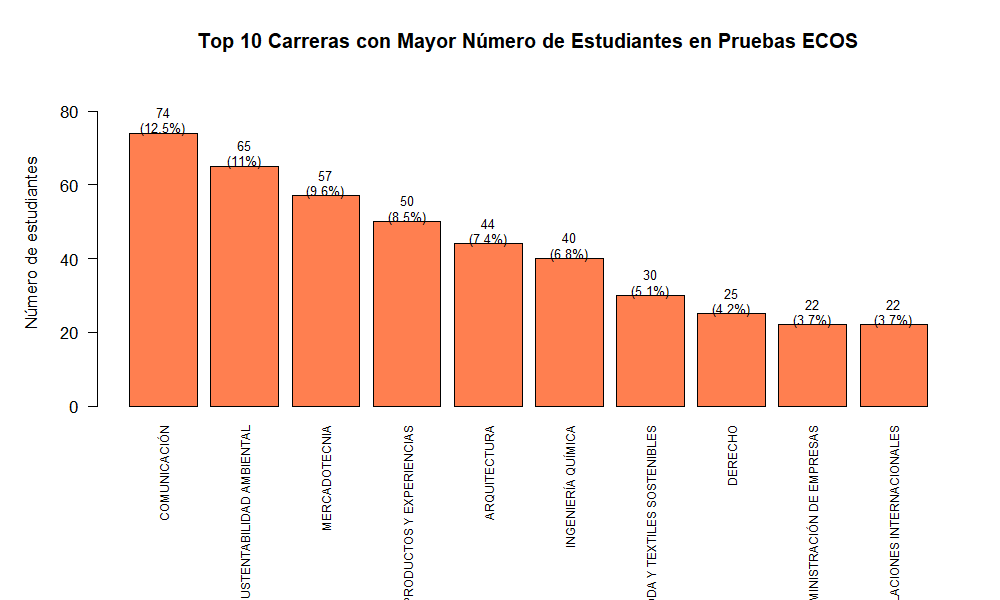 Top 10 Carreras con Mayor Número de Estudiantes en Pruebas ECOS
Número de estudiantes
80
60
40
20
0
74
(12.5%)
65
(11%)
57
(9.6%)
50
(8.5%)
44
(7.4%)
40
(6.8%)
30
(5.1%)
25
(4.2%)
22
(3.7%)
22
(3.7%)
COMUNICACIÓN
USTENTABILIDAD AMBIENTAL
MERCADOTECNIA
PRODUCTOS Y EXPERIENCIAS
ARQUITECTURA
INGENIERÍA QUÍMICA
ODA Y TEXTILES SOSTENIBLES
DERECHO
MINISTRACIÓN DE EMPRESAS
LACIONES INTERNACIONALES